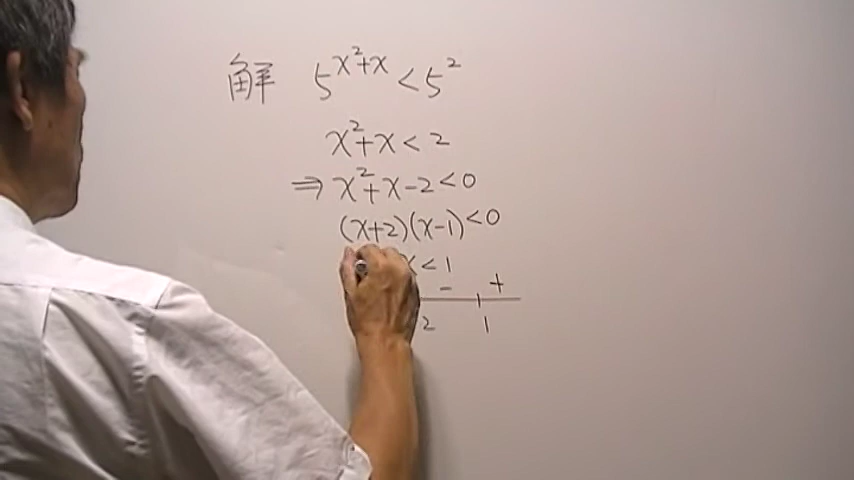 解 5^{x²+x} < 5²
x²+x<2
⇒ x²+x-2<0
(x+2)(x-1)<0
x<1
- +
2 1